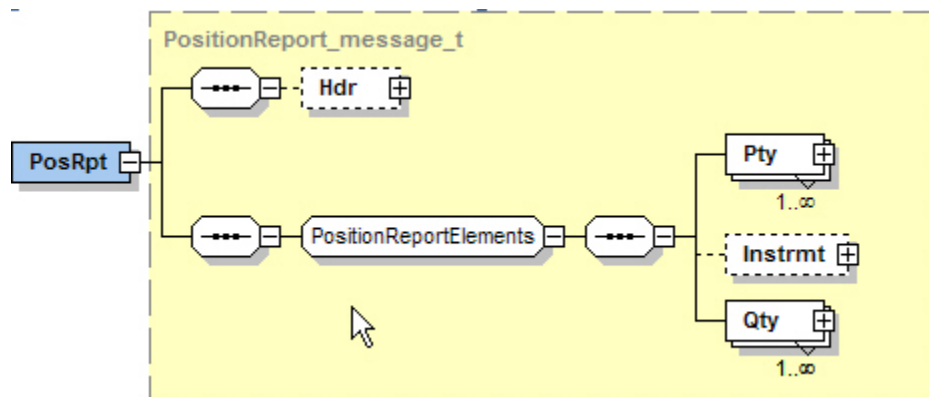 PositionReport_message_t
Hdr
PosRpt
Pty
1..∞
PositionReportElements
Instrmt
Qty
1..∞